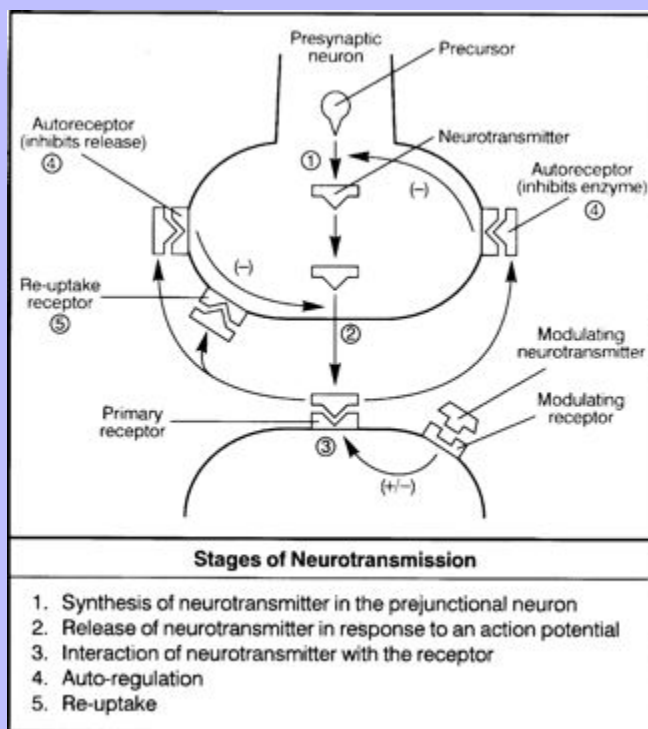 Presynaptic
neuron
Precursor
Autoreceptor
(inhibits release)
④
①
Neurotransmitter
(–)
Autoreceptor
(inhibits enzyme)
④
(–)
Re-uptake
receptor
⑤
②
Modulating
neurotransmitter
Primary
receptor
③
Modulating
receptor
(+/–)
Stages of Neurotransmission
1. Synthesis of neurotransmitter in the prejunctional neuron
2. Release of neurotransmitter in response to an action potential
3. Interaction of neurotransmitter with the receptor
4. Auto-regulation
5. Re-uptake